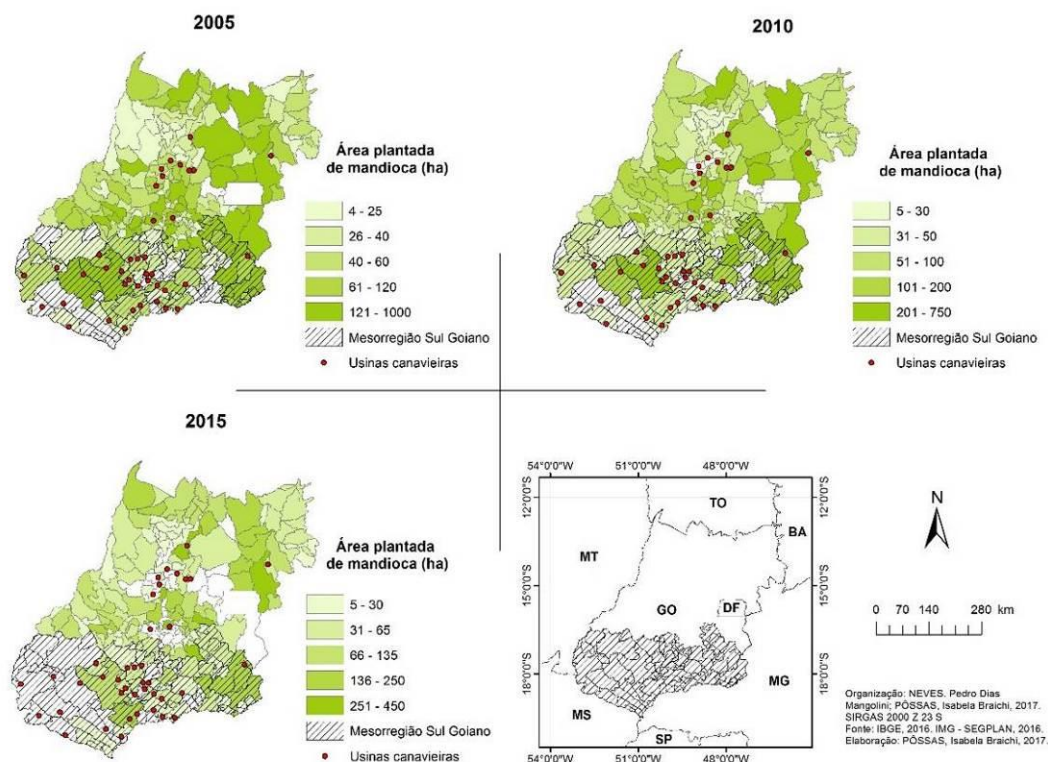 2005
Área plantada
de mandioca (ha)
4 - 25
26 - 40
40 - 60
61 - 120
121 - 1000
Mesorregião Sul Goiano
Usinas canavieiras
2010
Área plantada
de mandioca (ha)
5 - 30
31 - 50
51 - 100
101 - 200
201 - 750
Mesorregião Sul Goiano
Usinas canavieiras
2015
Área plantada
de mandioca (ha)
5 - 30
31 - 65
66 - 135
136 - 250
251 - 450
Mesorregião Sul Goiano
Usinas canavieiras
54°0'0"W 51°0'0"W 48°0'0"W
12°0'0"S 12°0'0"S
TO
BA
MT
15°0'0"S 15°0'0"S
GO DF
18°0'0"S 18°0'0"S
MG
MS
SP
54°0'0"W 51°0'0"W 48°0'0"W
N
0 70 140 280 km
Organização: NEVES. Pedro Dias
Mangolini; PÔSSAS, Isabela Braichi, 2017.
SIRGAS 2000 Z 23 S
Fonte: IBGE, 2016. IMG - SEGPLAN, 2016.
Elaboração: PÔSSAS, Isabela Braichi, 2017.